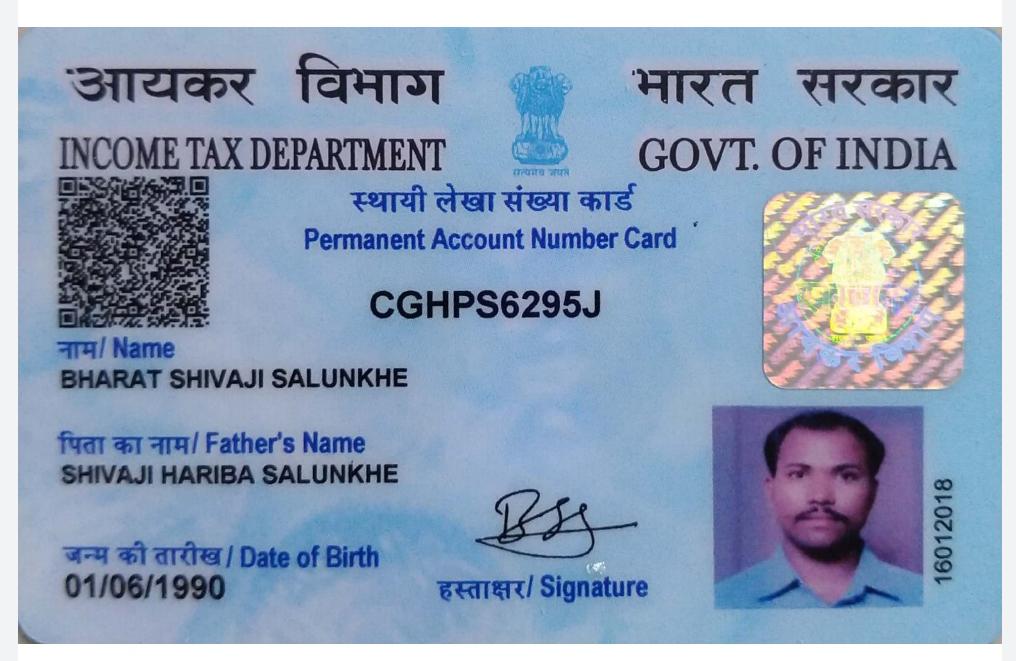 आयकर विभाग
INCOME TAX DEPARTMENT
भारत सरकार
GOVT. OF INDIA
सत्यमेव जयते
स्थायी लेखा संख्या कार्ड
Permanent Account Number Card
CGHPS6295J
नाम/ Name
BHARAT SHIVAJI SALUNKHE
पिता का नाम/ Father's Name
SHIVAJI HARIBA SALUNKHE
जन्म की तारीख/ Date of Birth
01/06/1990
हस्ताक्षर/ Signature
16012018